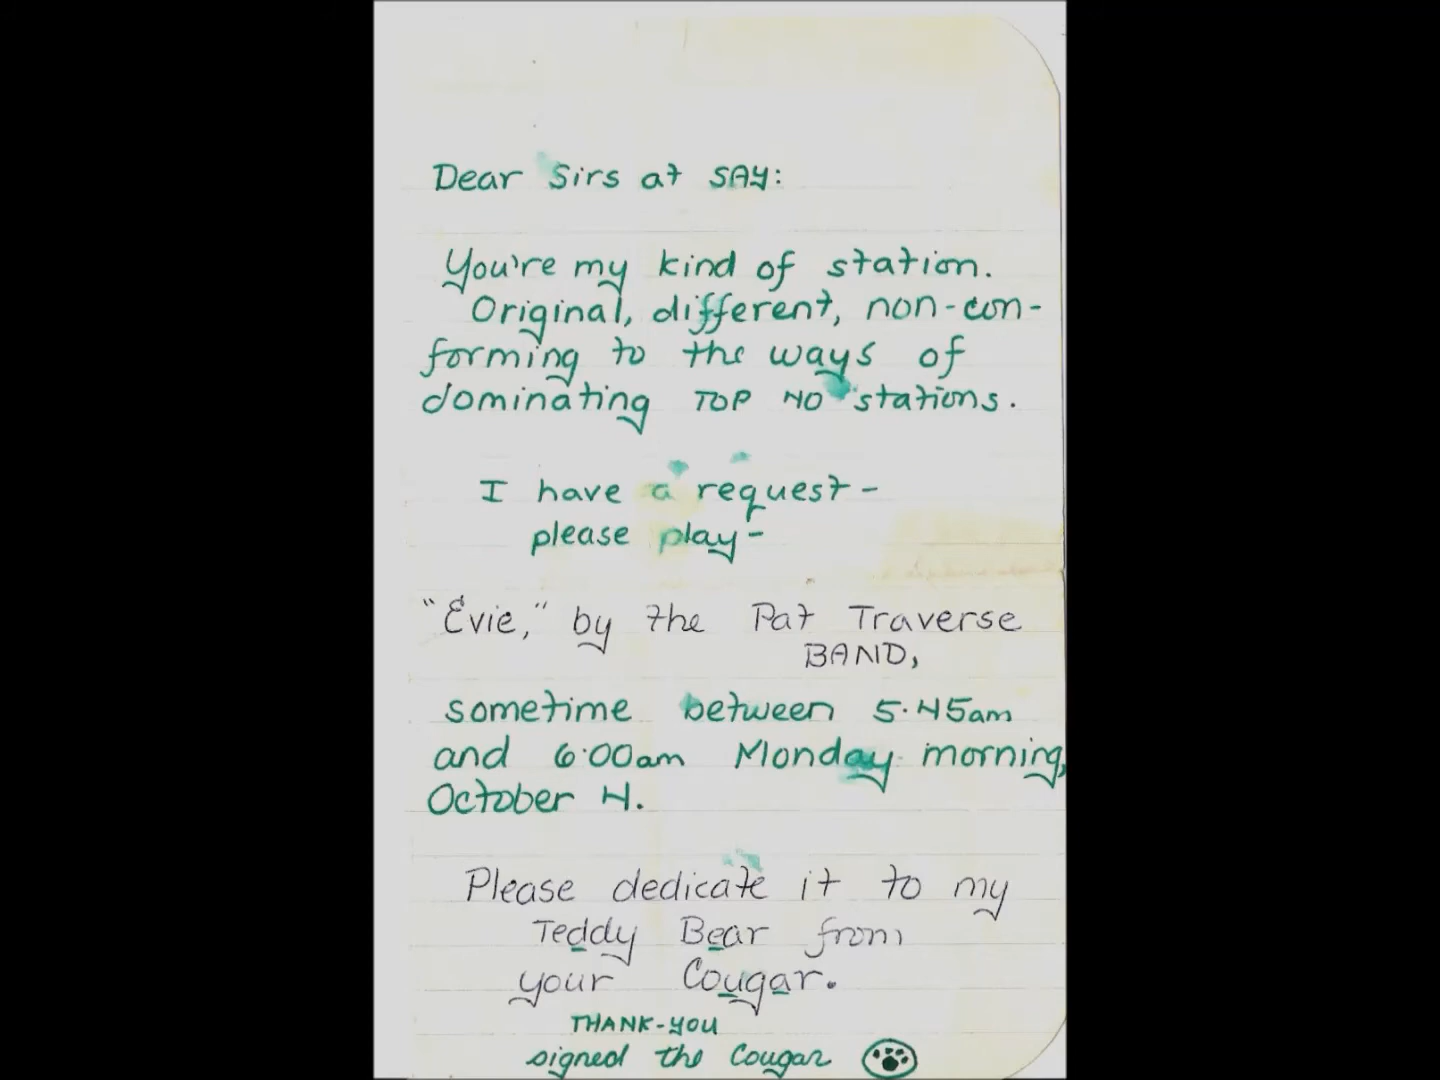 Dear Sirs at SAY:
You're my kind of station.
Original, different, non-con-
forming to the ways of
dominating TOP 40 stations.
I have a request -
please play -
"Evie," by the Pat Traverse
BAND,
sometime between 5:45am
and 6:00am Monday morning,
October 4.
Please dedicate it to my
Teddy Bear from
your Cougar.
THANK-YOU
signed the Cougar